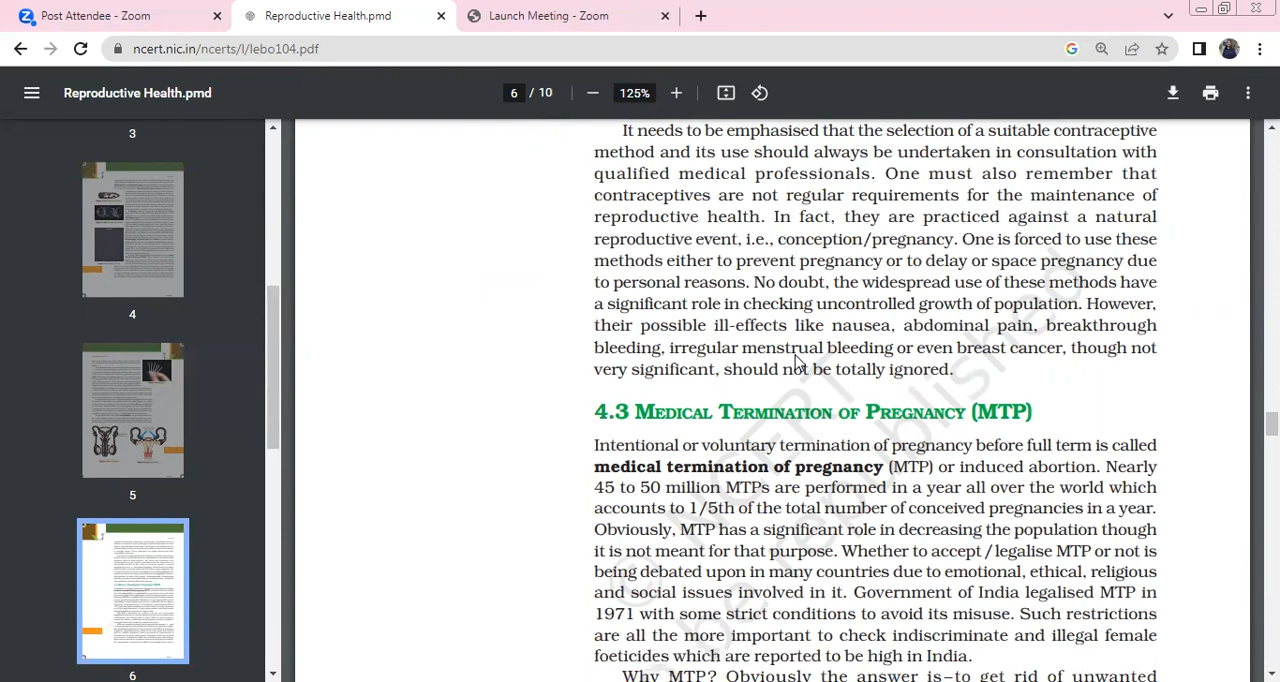 Post Attendee - Zoom
Reproductive Health.pmd
Launch Meeting - Zoom
ncert.nic.in/ncerts/l/lebo104.pdf
Reproductive Health.pmd
6 / 10
125%
3
4
5
6
It needs to be emphasised that the selection of a suitable contraceptive
method and its use should always be undertaken in consultation with
qualified medical professionals. One must also remember that
contraceptives are not regular requirements for the maintenance of
reproductive health. In fact, they are practiced against a natural
reproductive event, i.e., conception/pregnancy. One is forced to use these
methods either to prevent pregnancy or to delay or space pregnancy due
to personal reasons. No doubt, the widespread use of these methods have
a significant role in checking uncontrolled growth of population. However,
their possible ill-effects like nausea, abdominal pain, breakthrough
bleeding, irregular menstrual bleeding or even breast cancer, though not
very significant, should not be totally ignored.
4.3 MEDICAL TERMINATION OF PREGNANCY (MTP)
Intentional or voluntary termination of pregnancy before full term is called
medical termination of pregnancy (MTP) or induced abortion. Nearly
45 to 50 million MTPs are performed in a year all over the world which
accounts to 1/5th of the total number of conceived pregnancies in a year.
Obviously, MTP has a significant role in decreasing the population though
it is not meant for that purpose. Whether to accept /legalise MTP or not is
being debated upon in many countries due to emotional, ethical, religious
and social issues involved in it. Government of India legalised MTP in
1971 with some strict conditions to avoid its misuse. Such restrictions
are all the more important to check indiscriminate and illegal female
foeticides which are reported to be high in India.
Why MTP? Obviously the answer is–to get rid of unwanted